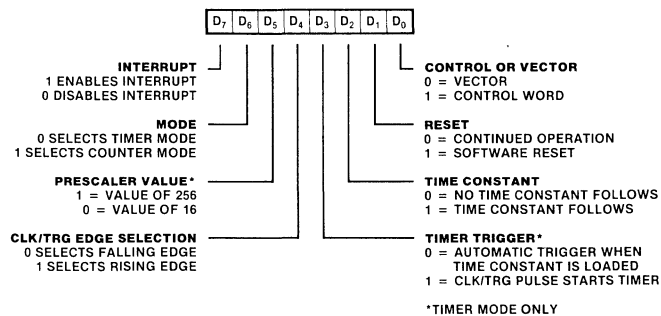 D7 D6 D5 D4 D3 D2 D1 D0
INTERRUPT
1 ENABLES INTERRUPT
0 DISABLES INTERRUPT
MODE
0 SELECTS TIMER MODE
1 SELECTS COUNTER MODE
PRESCALER VALUE*
1 = VALUE OF 256
0 = VALUE OF 16
CLK/TRG EDGE SELECTION
0 SELECTS FALLING EDGE
1 SELECTS RISING EDGE
CONTROL OR VECTOR
0 = VECTOR
1 = CONTROL WORD
RESET
0 = CONTINUED OPERATION
1 = SOFTWARE RESET
TIME CONSTANT
0 = NO TIME CONSTANT FOLLOWS
1 = TIME CONSTANT FOLLOWS
TIMER TRIGGER*
0 = AUTOMATIC TRIGGER WHEN
TIME CONSTANT IS LOADED
1 = CLK/TRG PULSE STARTS TIMER
*TIMER MODE ONLY